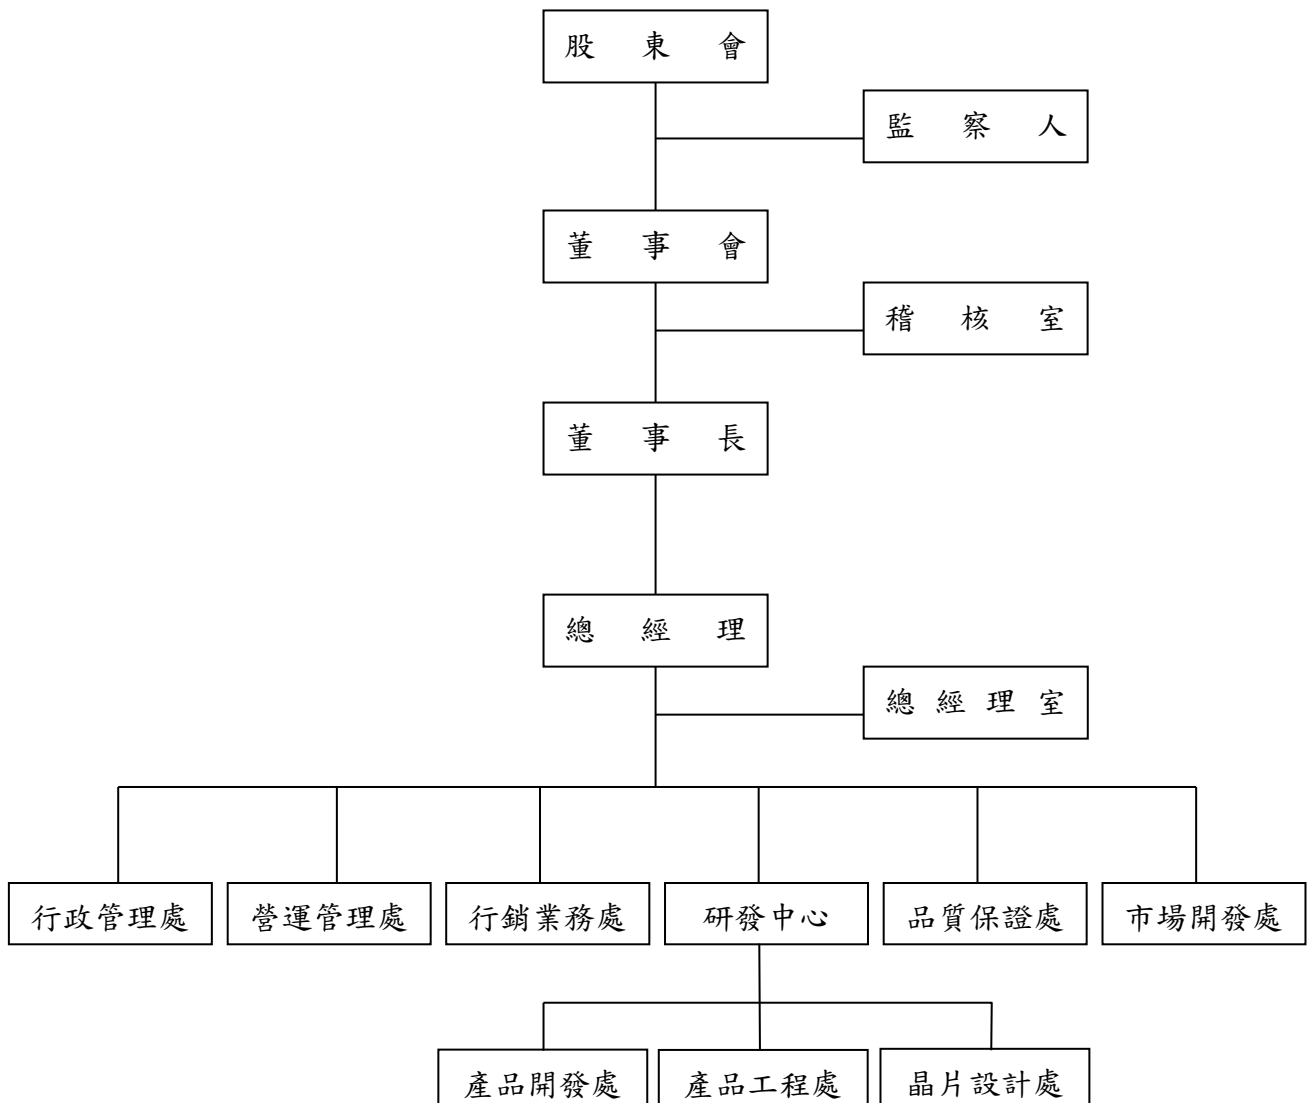 股東會
監察人
董事會
稽核室
董事長
總經理
總經理室
行政管理處 營運管理處 行銷業務處 研發中心 品質保證處 市場開發處
產品開發處 產品工程處 晶片設計處